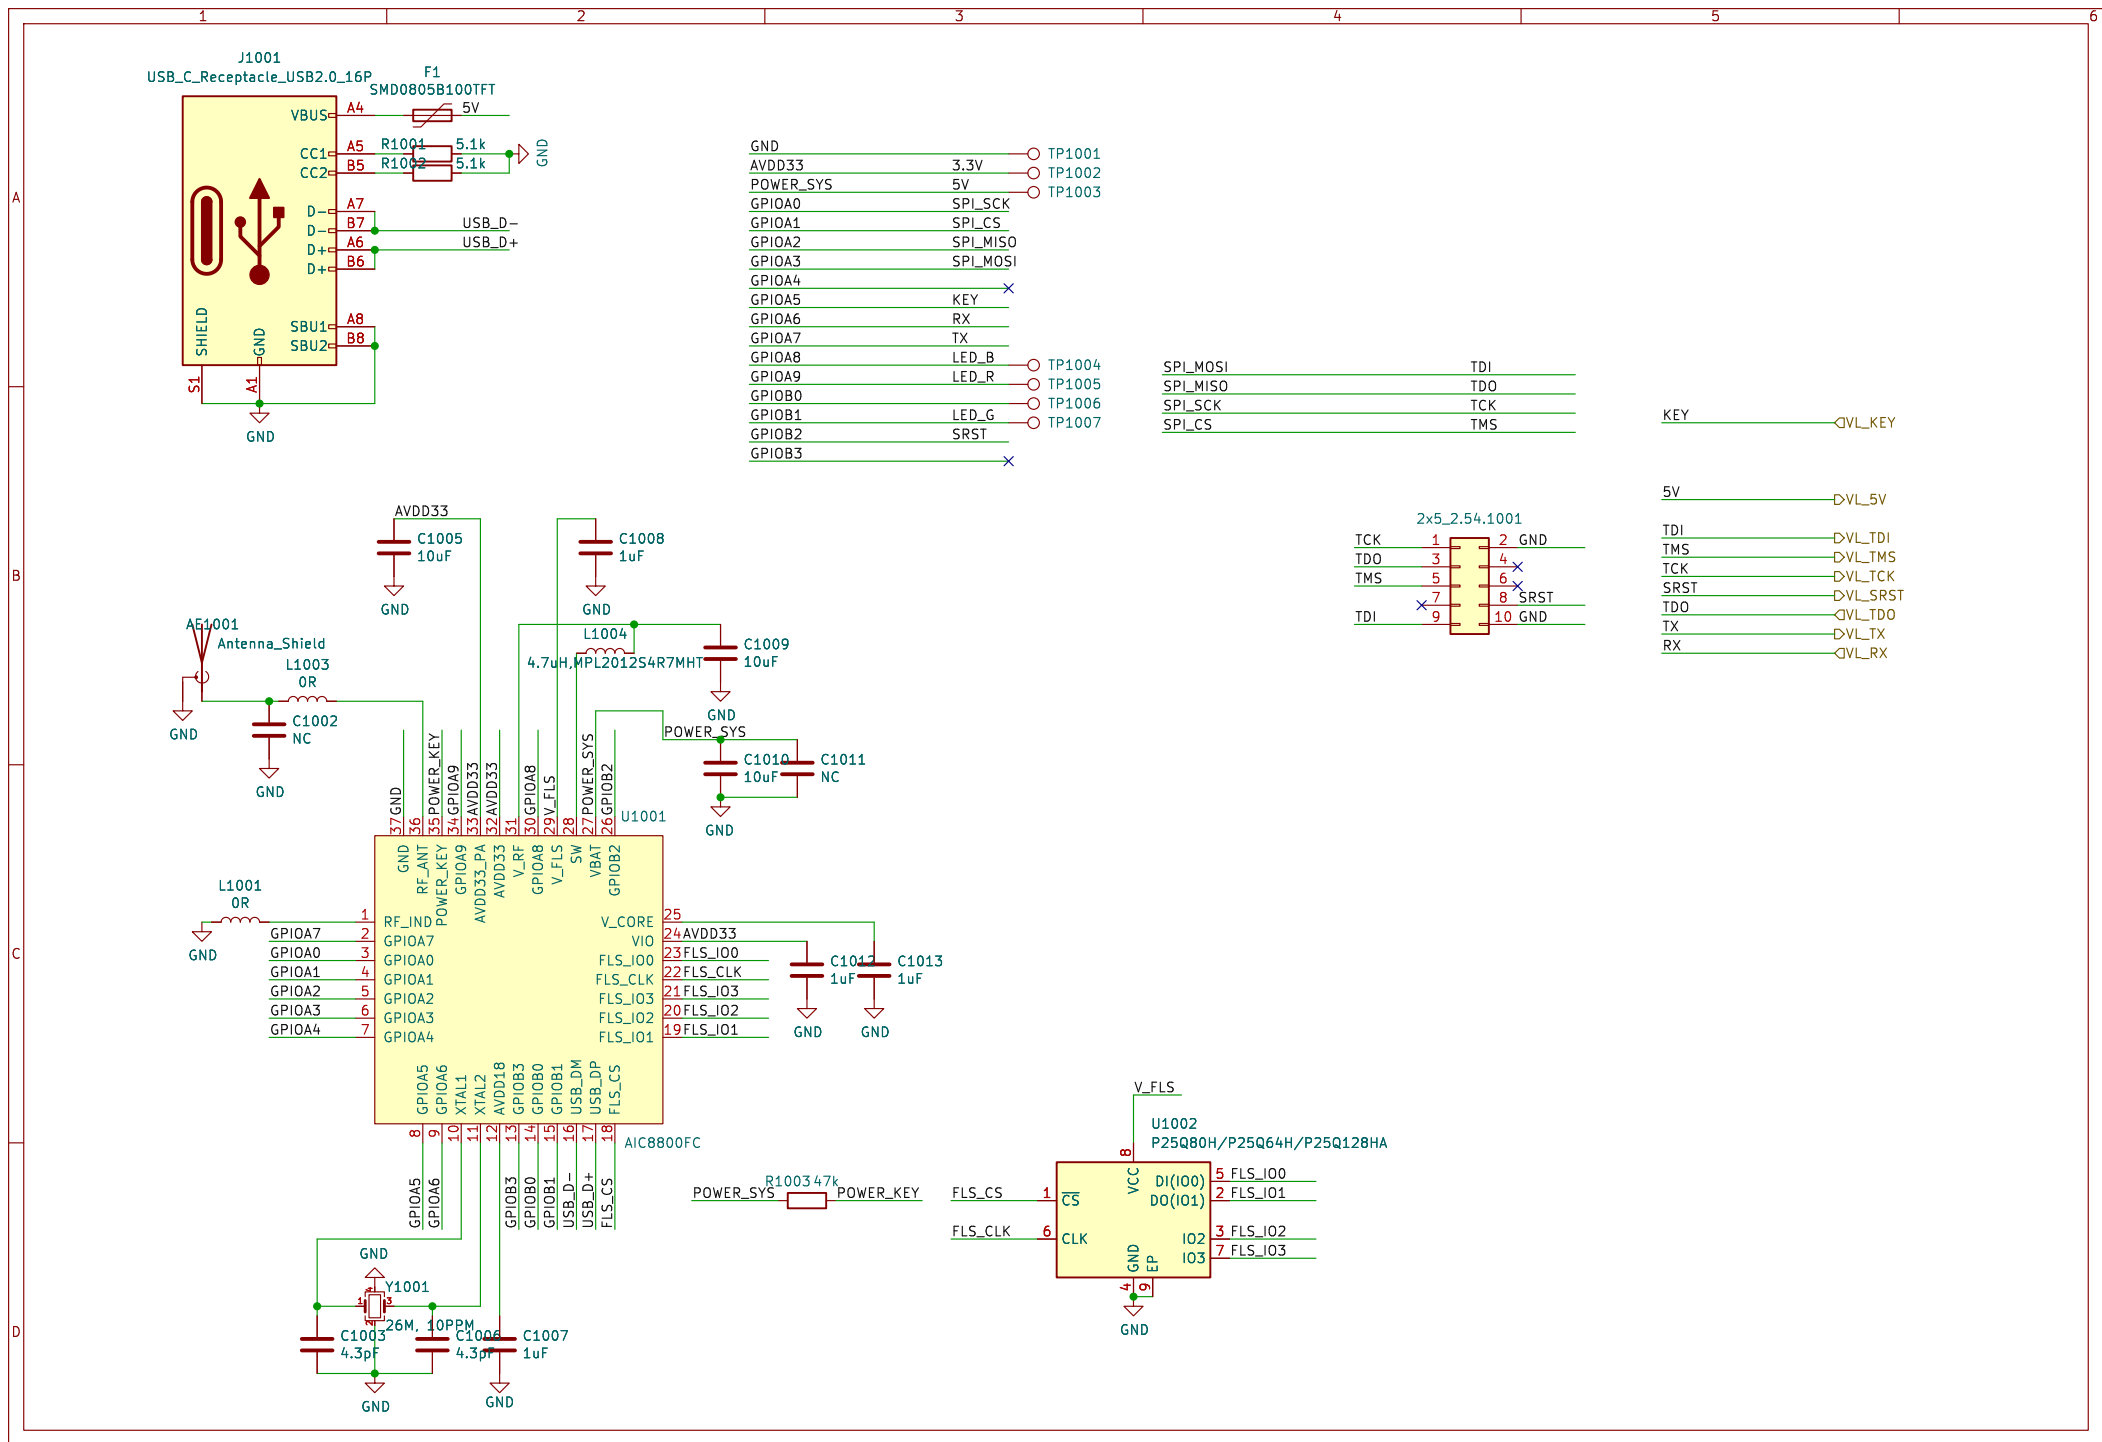 1 2 3 4 5 6
A
B
C
D
J1001
USB_C_Receptacle_USB2.0_16P
VBUS A4
CC1 A5
CC2 B5
D- A7
D- B7
D+ A6
D+ B6
SBU1 A8
SBU2 B8
SHIELD
GND
S1
A1
GND
F1
SMD0805B100TFT
5V
R1001 5.1k
R1002 5.1k
GND
USB_D-
USB_D+
GND TP1001
AVDD33 3.3V TP1002
POWER_SYS 5V TP1003
GPIOA0 SPI_SCK
GPIOA1 SPI_CS
GPIOA2 SPI_MISO
GPIOA3 SPI_MOSI
GPIOA4
GPIOA5 KEY
GPIOA6 RX
GPIOA7 TX
GPIOA8 LED_B TP1004
GPIOA9 LED_R TP1005
GPIOB0 TP1006
GPIOB1 LED_G TP1007
GPIOB2 SRST
GPIOB3
SPI_MOSI TDI
SPI_MISO TDO
SPI_SCK TCK
SPI_CS TMS
KEY VL_KEY
5V VL_5V
TDI VL_TDI
TMS VL_TMS
TCK VL_TCK
SRST VL_SRST
TDO VL_TDO
TX VL_TX
RX VL_RX
2x5_2.54.1001
TCK 1 2 GND
TDO 3 4
TMS 5 6
7 8 SRST
TDI 9 10 GND
AVDD33
C1005
10uF
GND
C1008
1uF
GND
AE1001
Antenna_Shield
GND
L1003
0R
C1002
NC
GND
L1004
4.7uH,MPL2012S4R7MHT
C1009
10uF
GND
POWER_SYS
C1010
10uF
C1011
NC
GND
GND
POWER_KEY
GPIOA9
AVDD33
AVDD33
GPIOA8
V_FLS
POWER_SYS
GPIOB2
U1001
37 GND
36 RF_ANT
35 POWER_KEY
34 GPIOA9
33 AVDD33_PA
32 AVDD33
31 V_RF
30 GPIOA8
29 V_FLS
28 SW
27 VBAT
26 GPIOB2
L1001
0R
GND
1 RF_IND
GPIOA7 2 GPIOA7
GPIOA0 3 GPIOA0
GPIOA1 4 GPIOA1
GPIOA2 5 GPIOA2
GPIOA3 6 GPIOA3
GPIOA4 7 GPIOA4
V_CORE 25
VIO 24 AVDD33
FLS_IO0 23 FLS_IO0
FLS_CLK 22 FLS_CLK
FLS_IO3 21 FLS_IO3
FLS_IO2 20 FLS_IO2
FLS_IO1 19 FLS_IO1
C1012
1uF
GND
C1013
1uF
GND
GPIOA5 8 GPIOA5
GPIOA6 9 GPIOA6
XTAL1 10
XTAL2 11
AVDD18 12
GPIOB3 13 GPIOB3
GPIOB0 14 GPIOB0
GPIOB1 15 GPIOB1
USB_DM 16 USB_D-
USB_DP 17 USB_D+
FLS_CS 18 FLS_CS
AIC8800FC
GND
Y1001
1 2 3 4
26M, 10PPM
C1003
4.3pF
C1006
4.3pF
C1007
1uF
GND
GND
R1003 47k
POWER_SYS POWER_KEY
V_FLS
U1002
P25Q80H/P25Q64H/P25Q128HA
8 VCC
FLS_CS 1 CS
FLS_CLK 6 CLK
DI(IO0) 5 FLS_IO0
DO(IO1) 2 FLS_IO1
IO2 3 FLS_IO2
IO3 7 FLS_IO3
GND 4
EP 9
GND